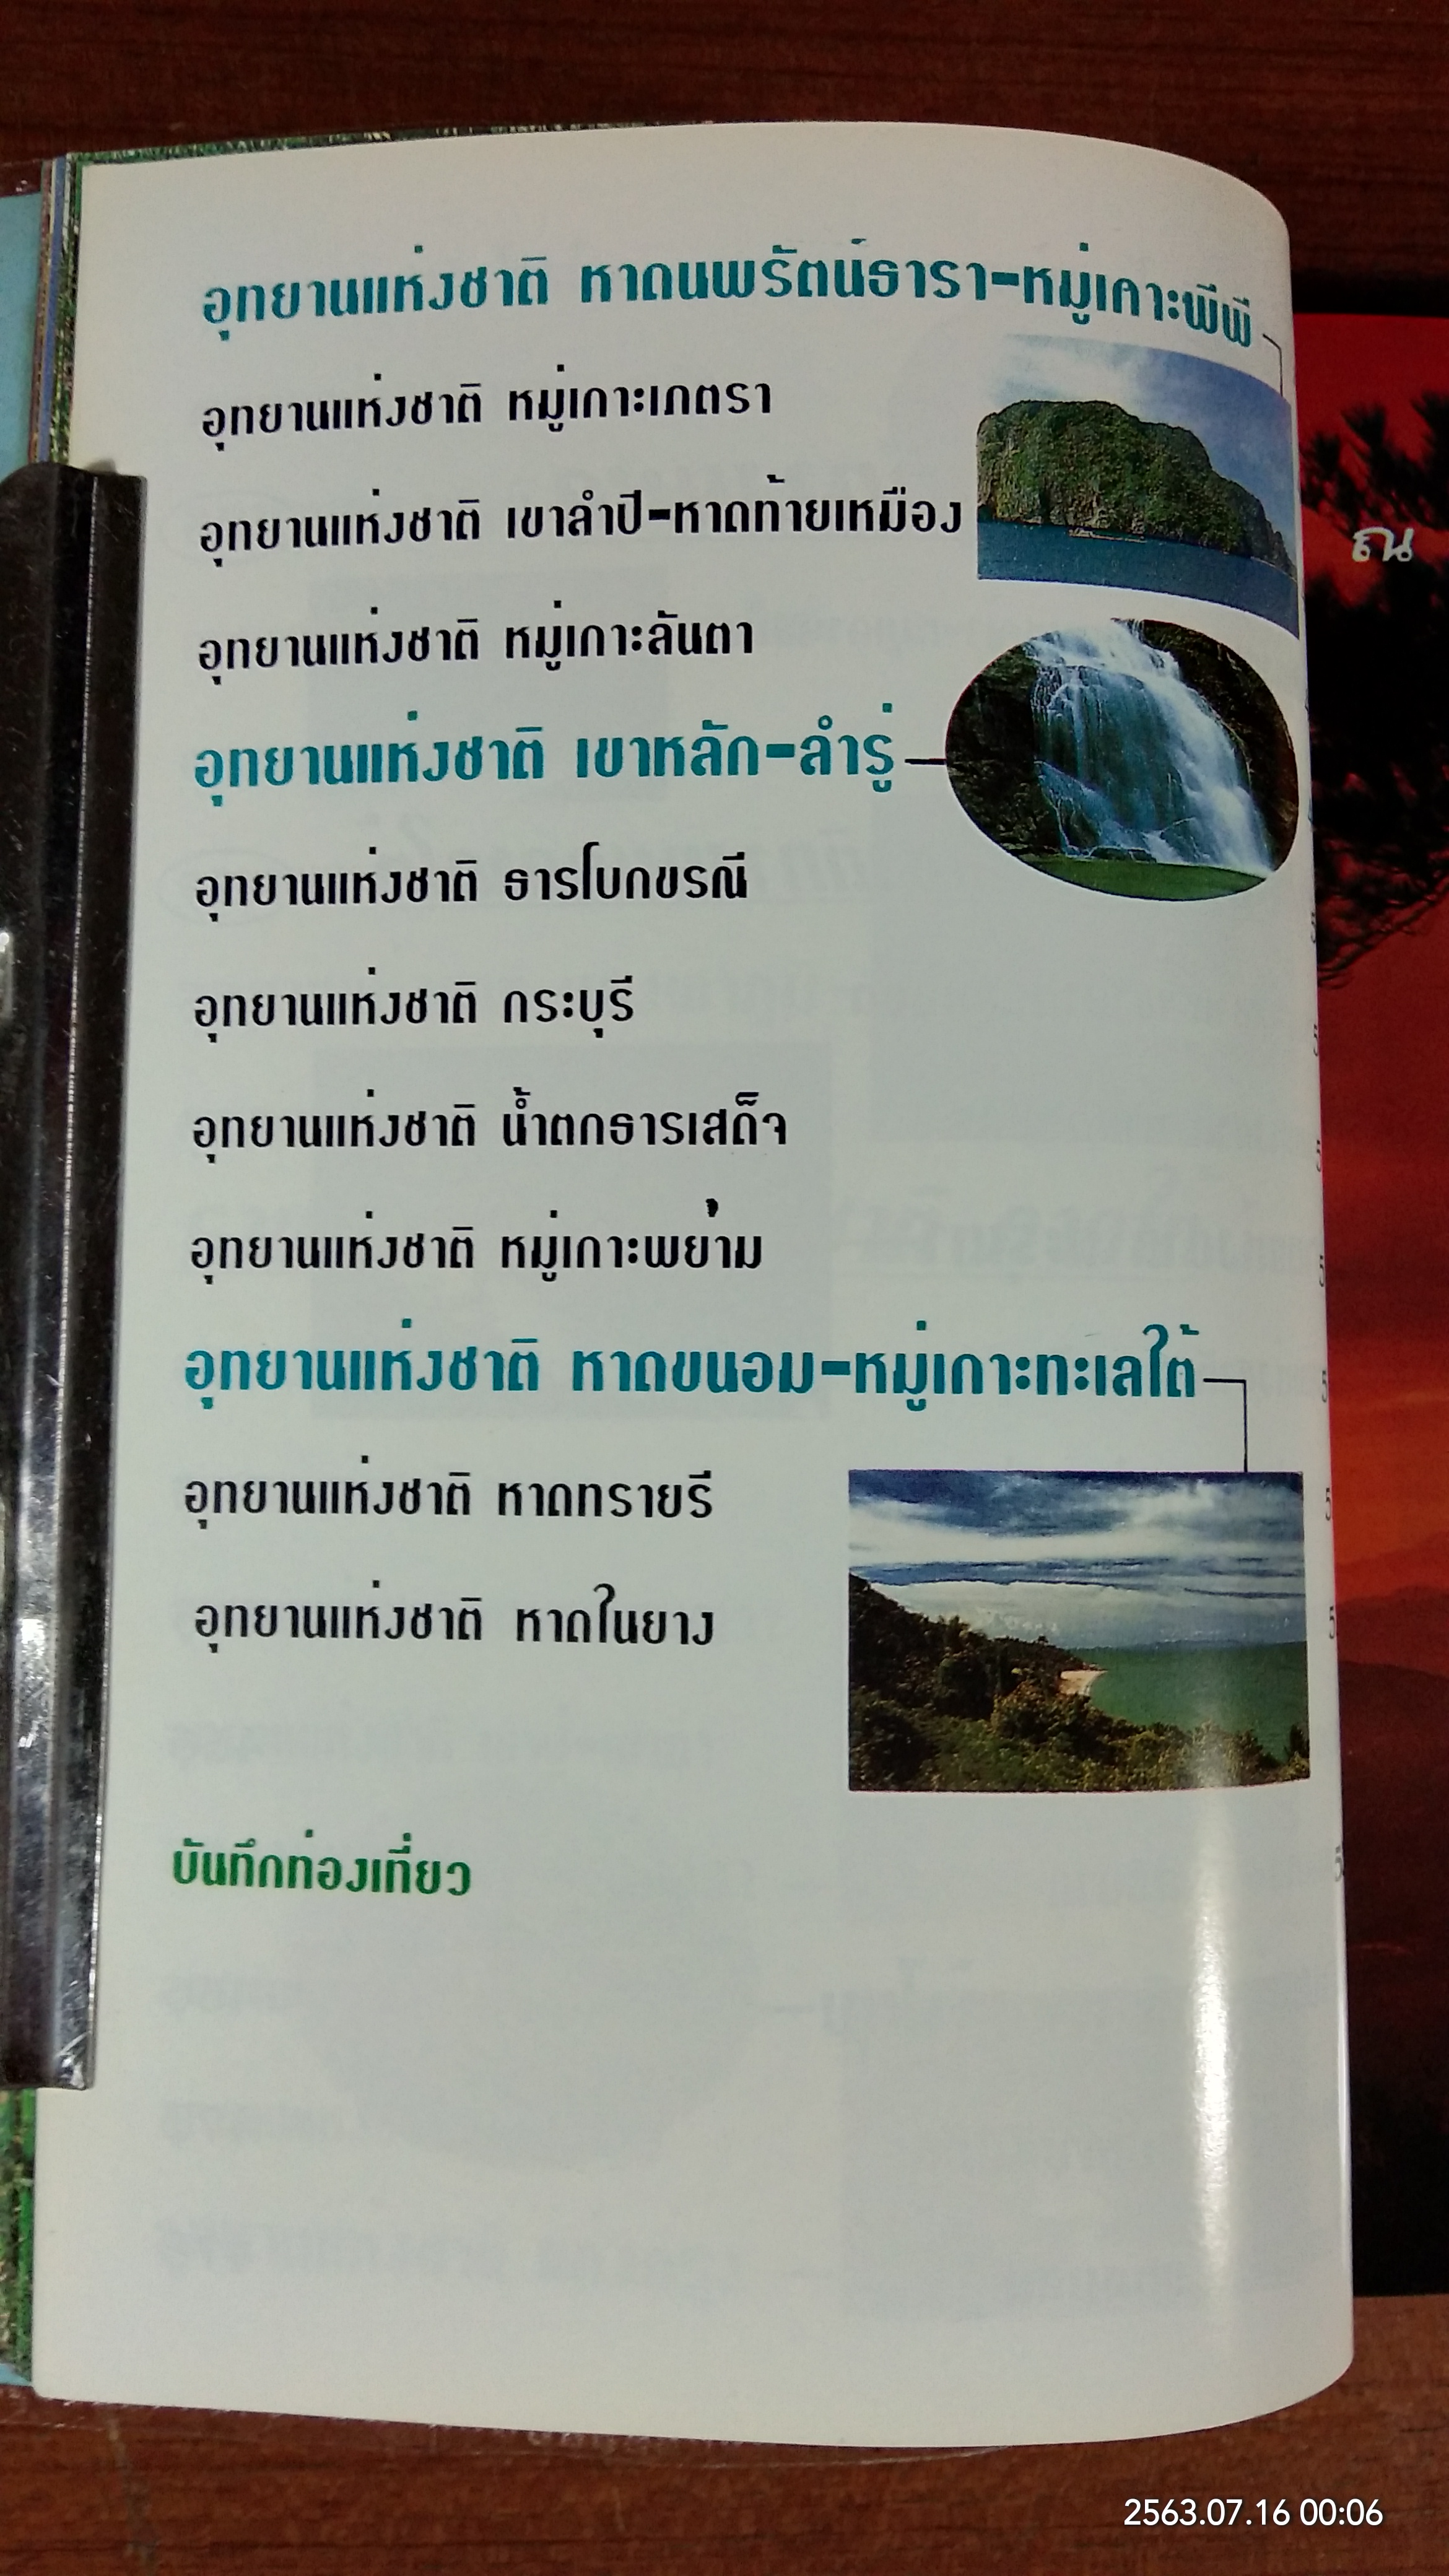 อุทยานแห่งชาติ หาดนพรัตน์ธารา-หมู่เกาะพีพี
อุทยานแห่งชาติ หมู่เกาะเภตรา
อุทยานแห่งชาติ เขาลำปี-หาดท้ายเหมือง
ณ
อุทยานแห่งชาติ หมู่เกาะลันตา
อุทยานแห่งชาติ เขาหลัก-ลำรู่
อุทยานแห่งชาติ ธารโบกขรณี
อุทยานแห่งชาติ กระบุรี
อุทยานแห่งชาติ น้ำตกธารเสด็จ
อุทยานแห่งชาติ หมู่เกาะพยาม
อุทยานแห่งชาติ หาดขนอม-หมู่เกาะทะเลใต้
อุทยานแห่งชาติ หาดทรายรี
อุทยานแห่งชาติ หาดในยาง
บันทึกท่องเที่ยว
2563.07.16 00:06